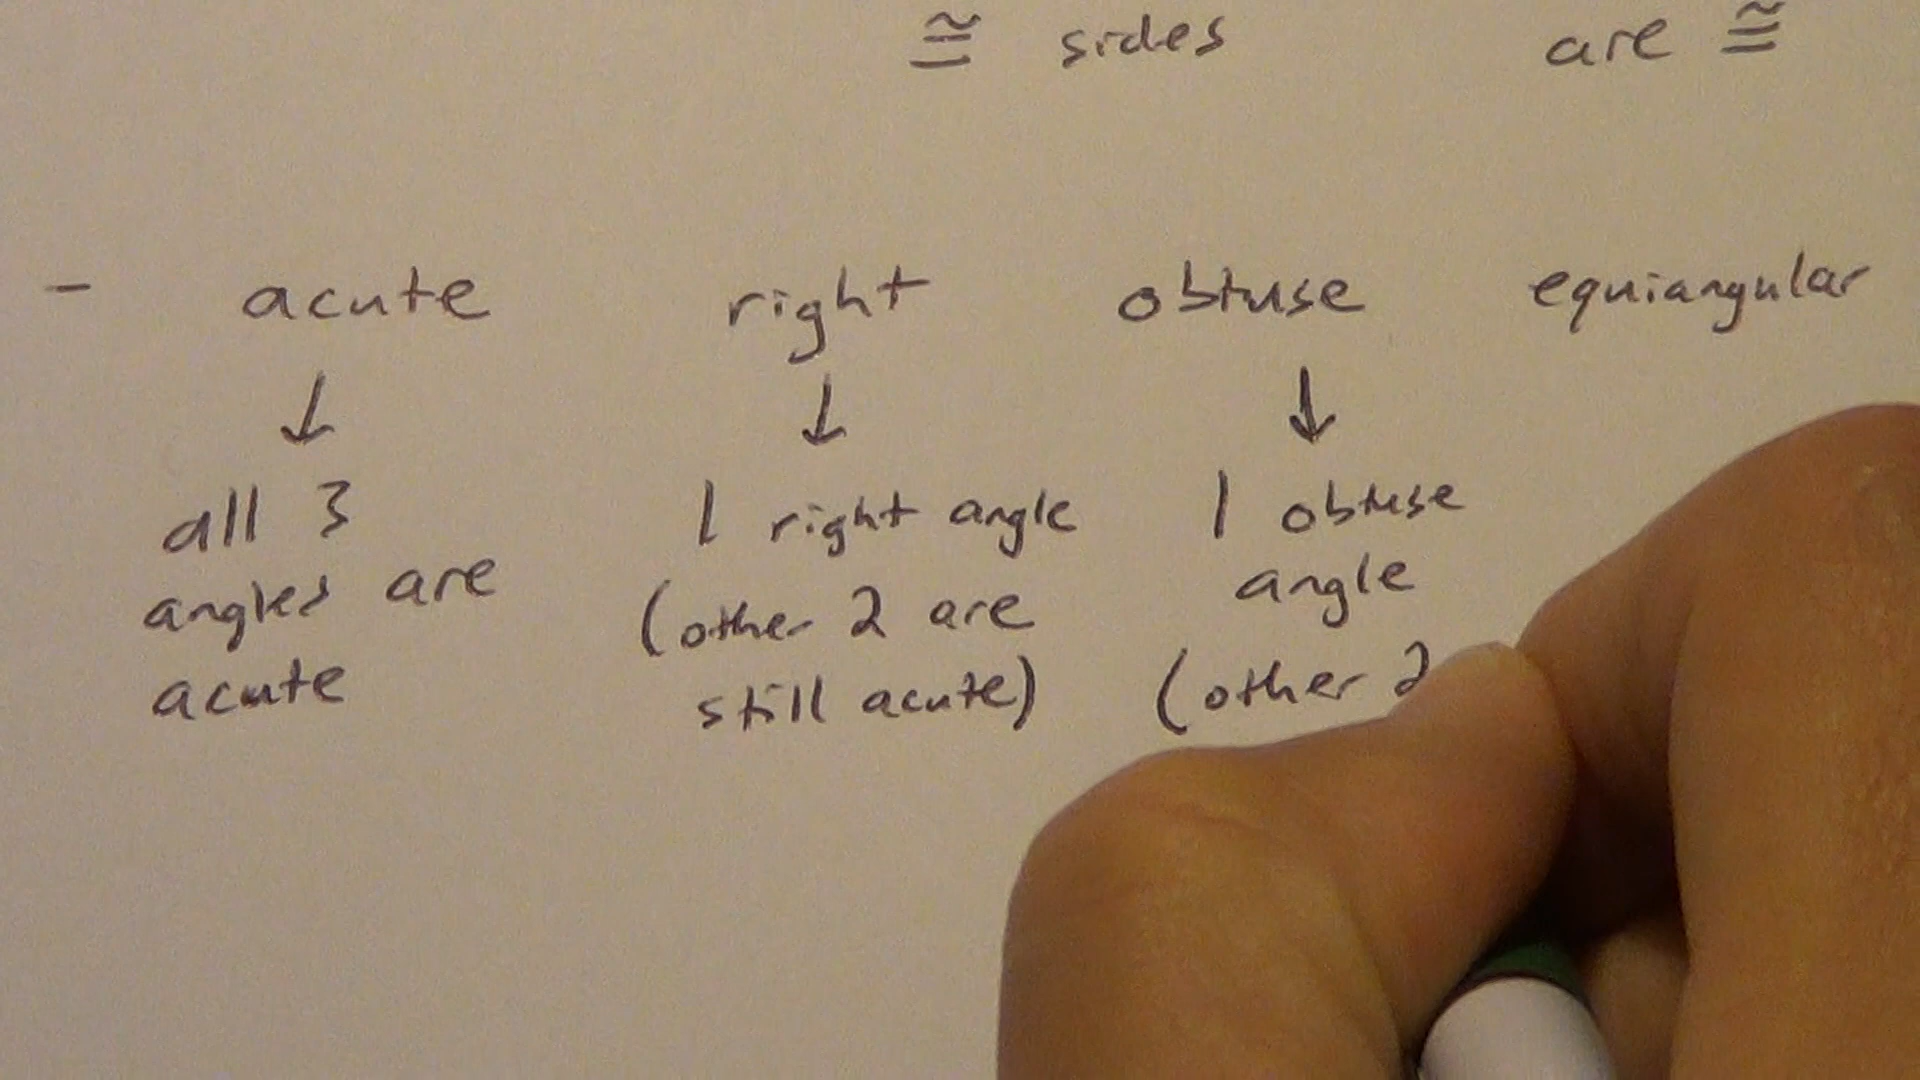 ≅ sides are ≅
- acute right obtuse equiangular
↓ ↓ ↓
all 3
angles are
acute
1 right angle
(other 2 are
still acute)
1 obtuse
angle
(other 2